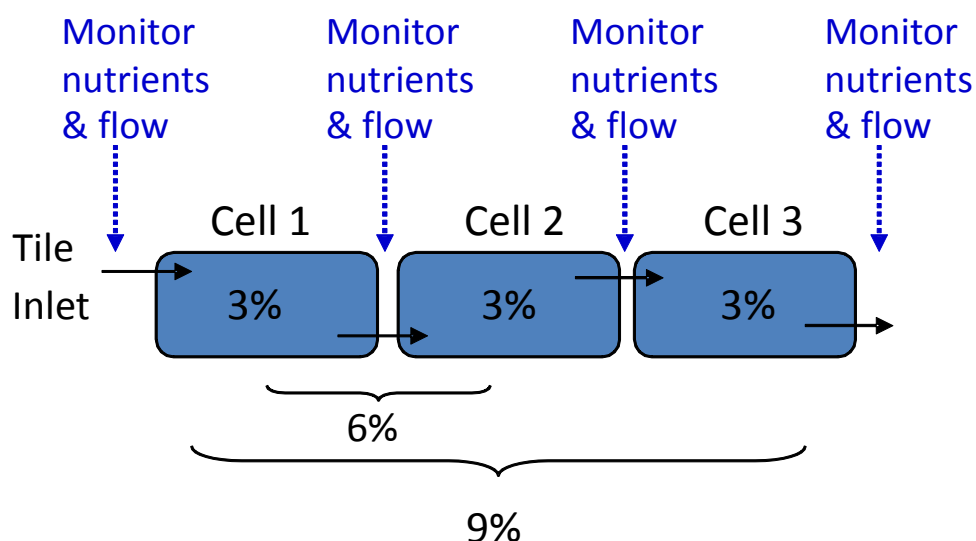 Monitor
nutrients
& flow
Monitor
nutrients
& flow
Monitor
nutrients
& flow
Monitor
nutrients
& flow
Cell 1
Cell 2
Cell 3
Tile
Inlet
3%
3%
3%
6%
9%